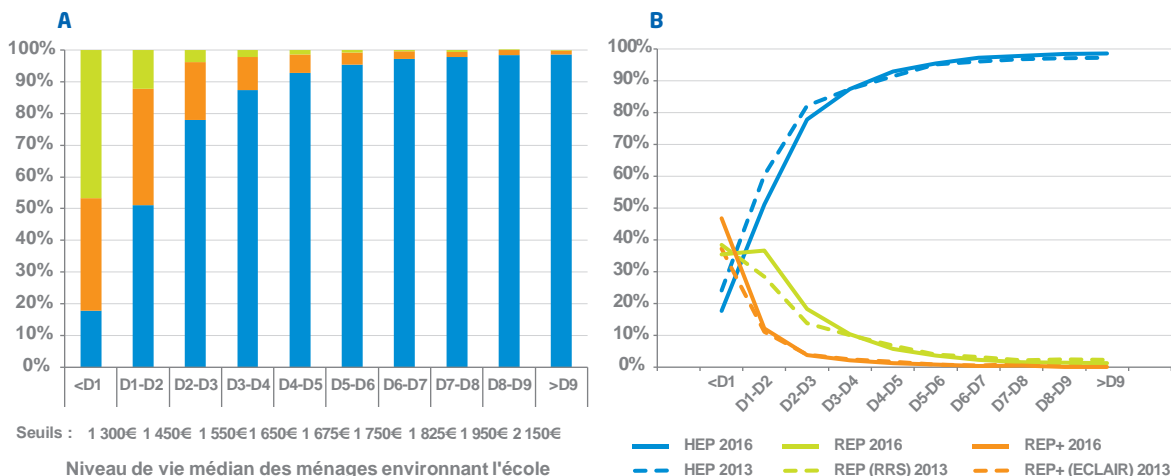 A
100%
90%
80%
70%
60%
50%
40%
30%
20%
10%
0%
<D1 D1-D2 D2-D3 D3-D4 D4-D5 D5-D6 D6-D7 D7-D8 D8-D9 >D9
Seuils : 1 300€ 1 450€ 1 550€ 1 650€ 1 675€ 1 750€ 1 825€ 1 950€ 2 150€
Niveau de vie médian des ménages environnant l'école
B
100%
90%
80%
70%
60%
50%
40%
30%
20%
10%
0%
<D1 D1-D2 D2-D3 D3-D4 D4-D5 D5-D6 D6-D7 D7-D8 D8-D9 >D9
HEP 2016 REP 2016 REP+ 2016
HEP 2013 REP (RRS) 2013 REP+ (ECLAIR) 2013